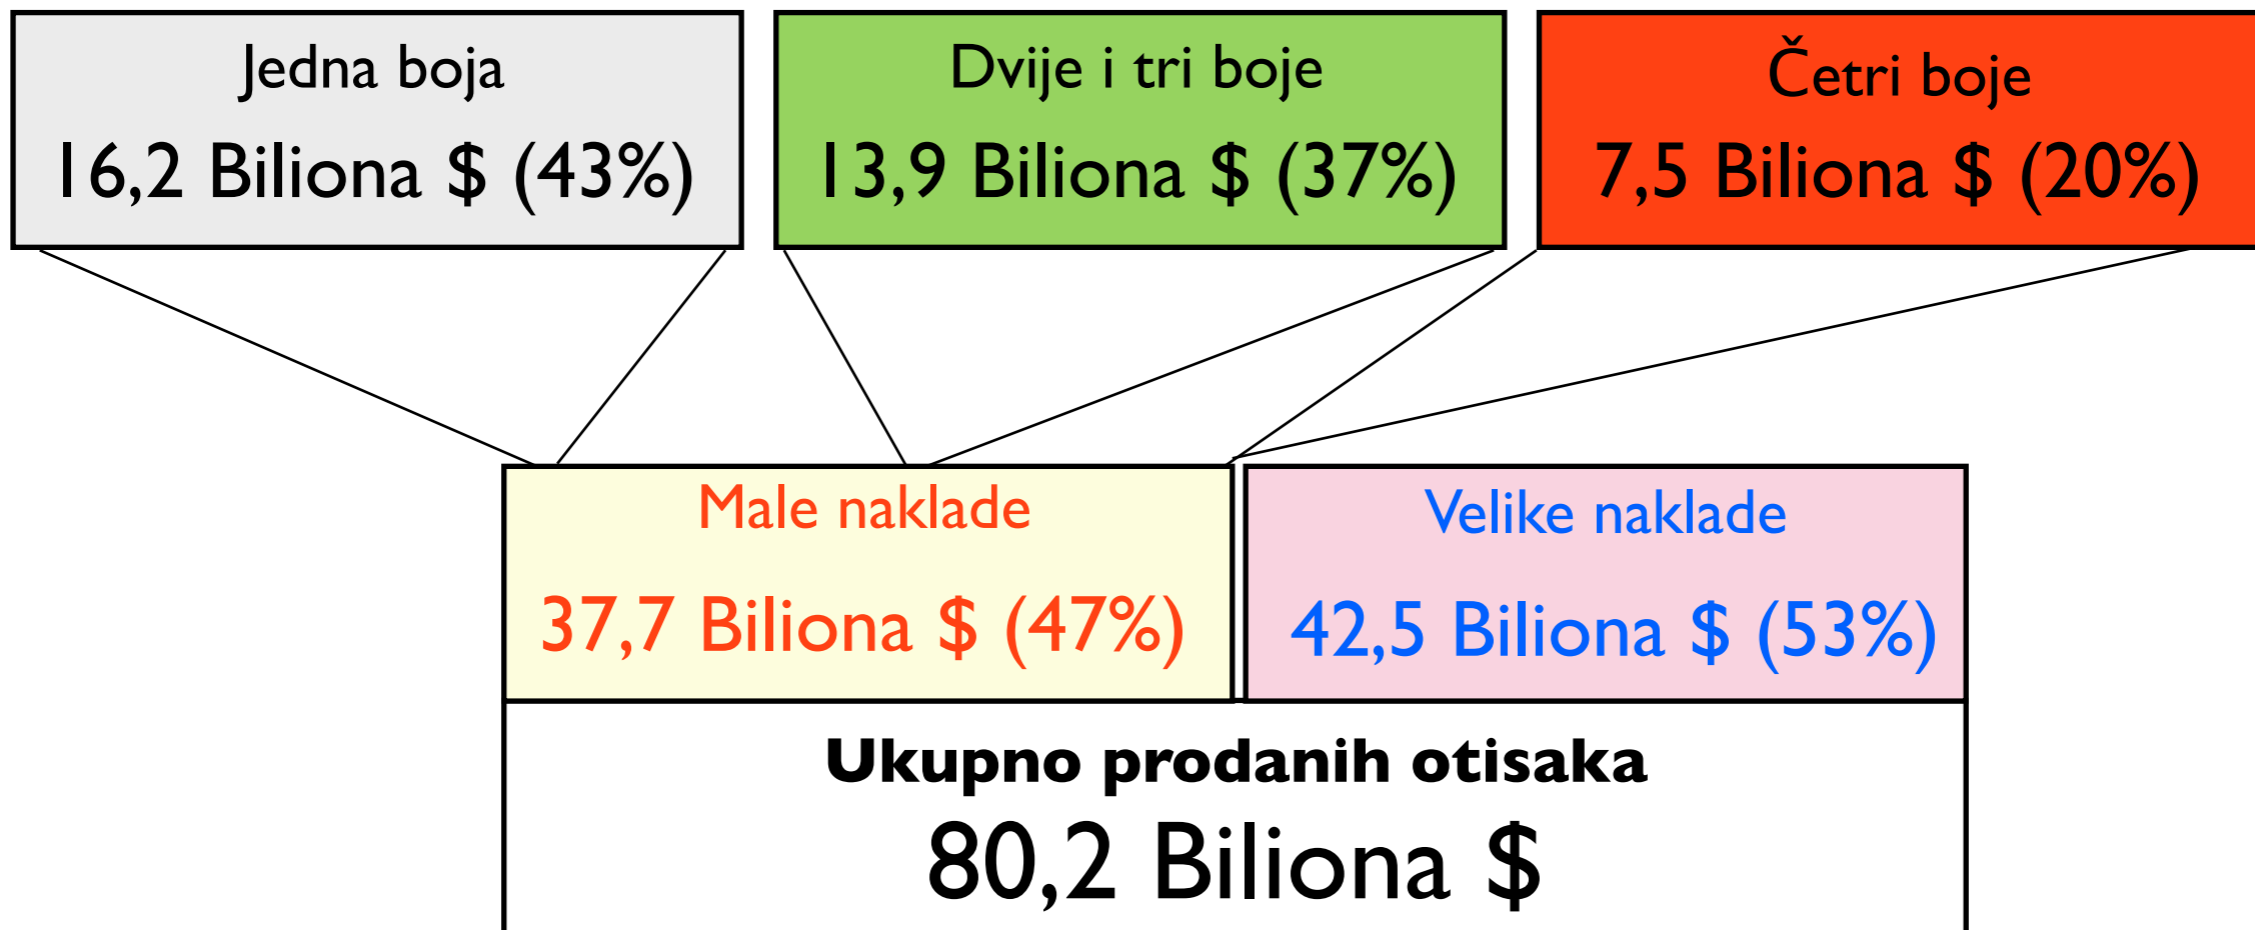 Jedna boja
16,2 Biliona $ (43%)
Dvije i tri boje
13,9 Biliona $ (37%)
Četri boje
7,5 Biliona $ (20%)
Male naklade
37,7 Biliona $ (47%)
Velike naklade
42,5 Biliona $ (53%)
Ukupno prodanih otisaka
80,2 Biliona $